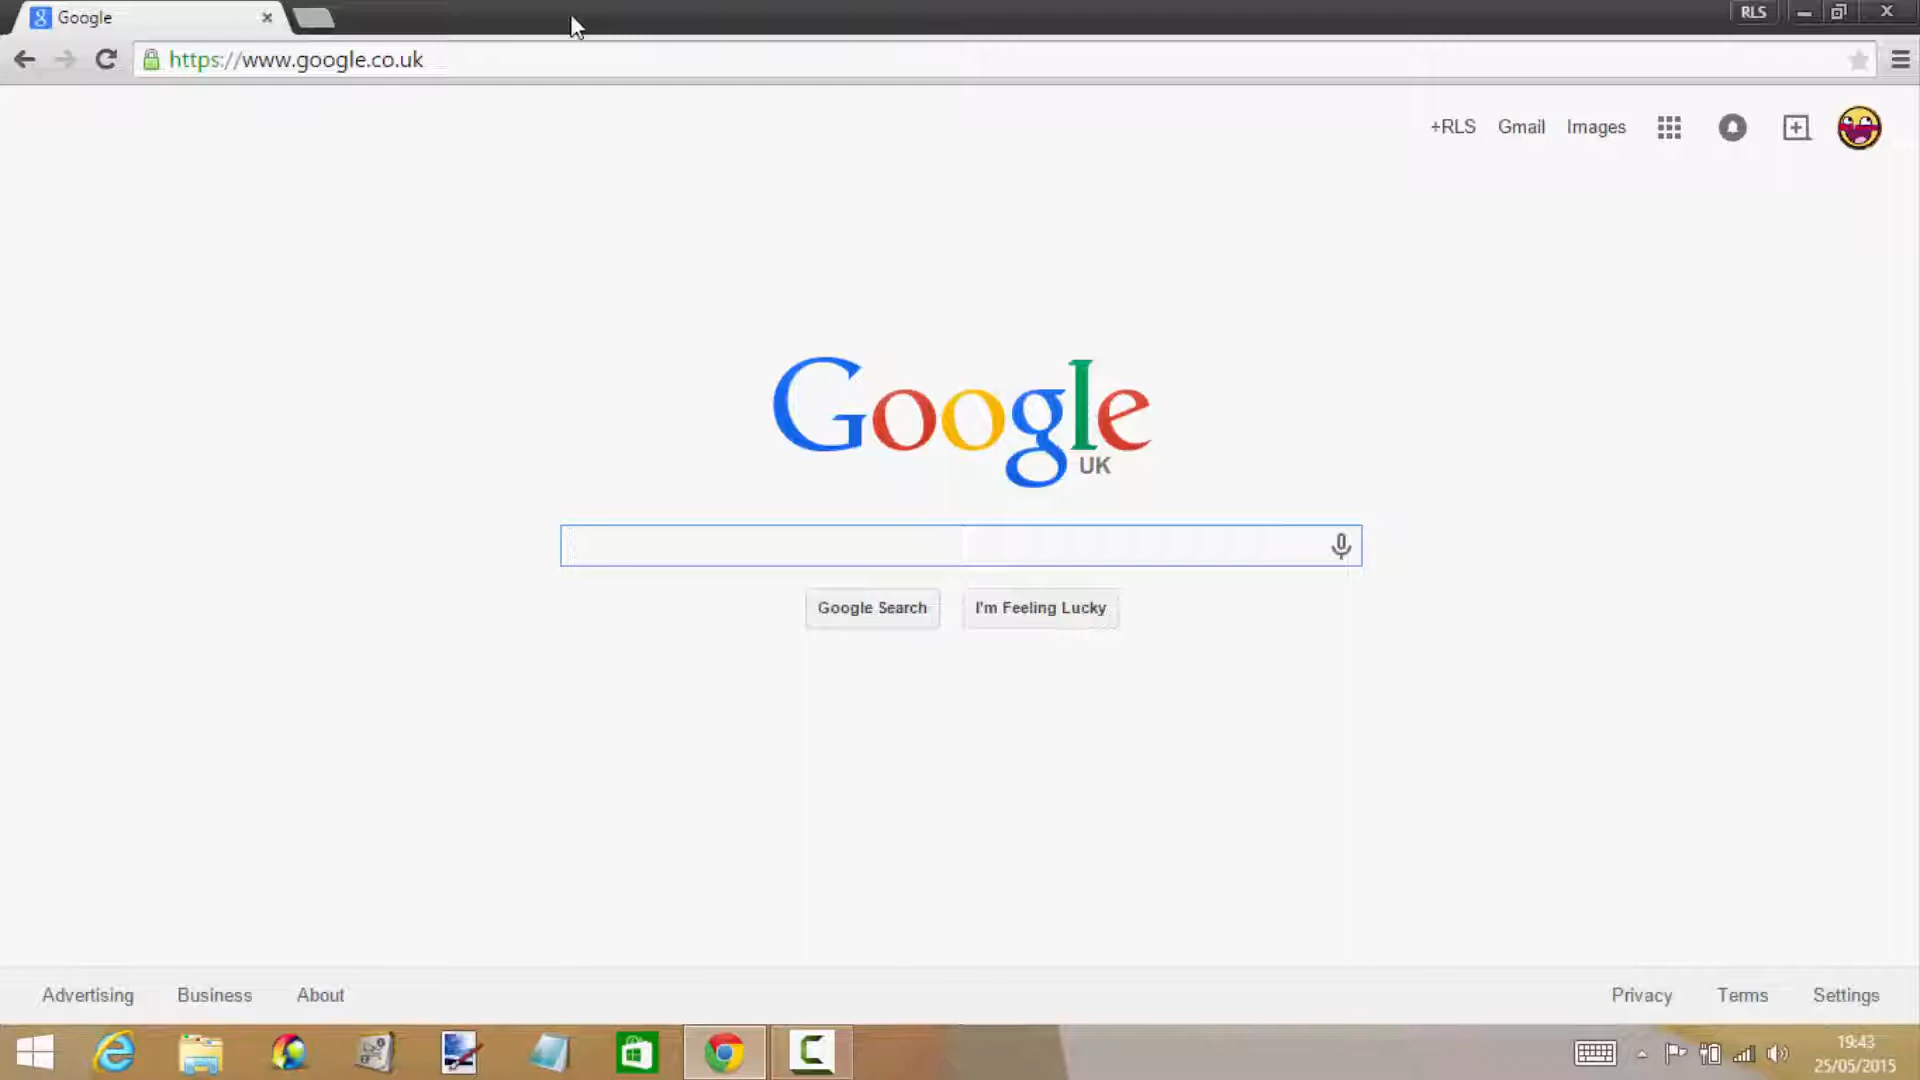 Google
RLS
https://www.google.co.uk
+RLS Gmail Images
Google
UK
Google Search
I'm Feeling Lucky
Advertising Business About
Privacy Terms Settings
19:43
25/05/2015